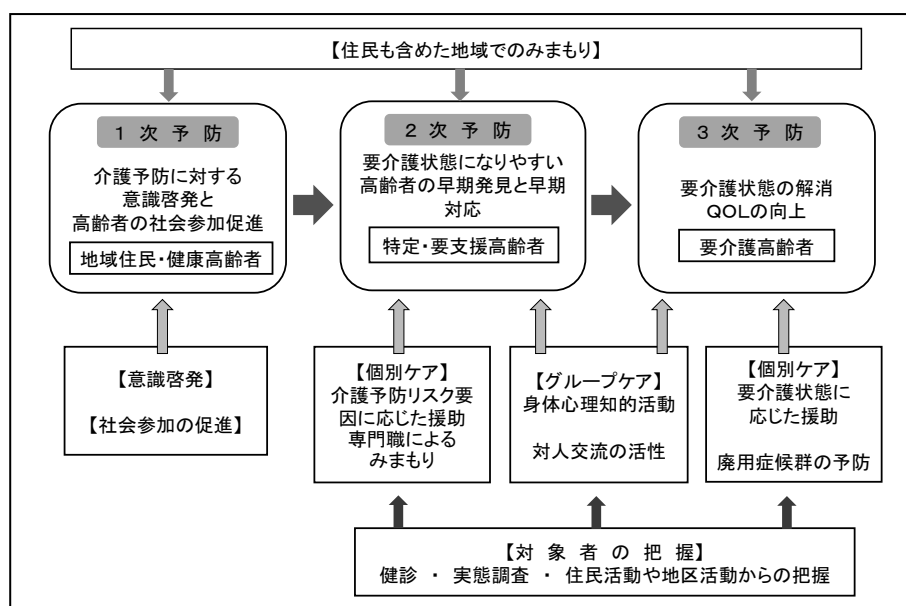 【住民も含めた地域でのみまもり】
１次予防
介護予防に対する
意識啓発と
高齢者の社会参加促進
地域住民・健康高齢者
２次予防
要介護状態になりやすい
高齢者の早期発見と早期
対応
特定・要支援高齢者
３次予防
要介護状態の解消
QOLの向上
要介護高齢者
【意識啓発】
【社会参加の促進】
【個別ケア】
介護予防リスク要
因に応じた援助
専門職による
みまもり
【グループケア】
身体心理知的活動
対人交流の活性
【個別ケア】
要介護状態に
応じた援助
廃用症候群の予防
【対象者の把握】
健診・実態調査・住民活動や地区活動からの把握